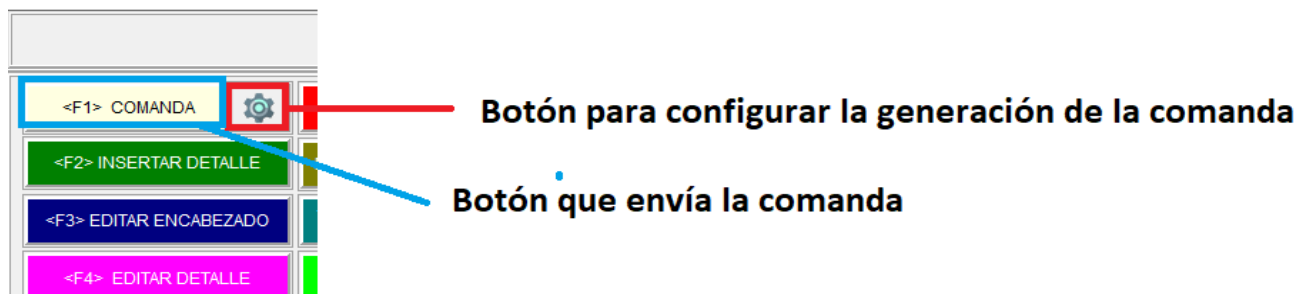 <F1> COMANDA
Botón para configurar la generación de la comanda
<F2> INSERTAR DETALLE
Botón que envía la comanda
<F3> EDITAR ENCABEZADO
<F4> EDITAR DETALLE